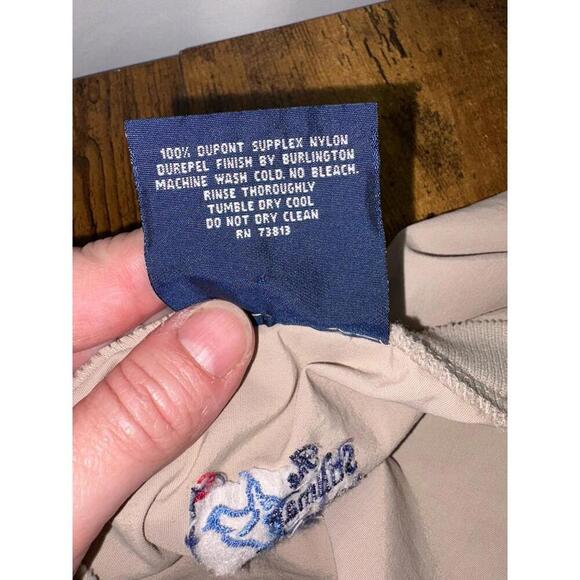 100% DUPONT SUPPLEX NYLON
DUREPEL FINISH BY BURLINGTON
MACHINE WASH COLD. NO BLEACH.
RINSE THOROUGHLY
TUMBLE DRY COOL
DO NOT DRY CLEAN
RN 73813